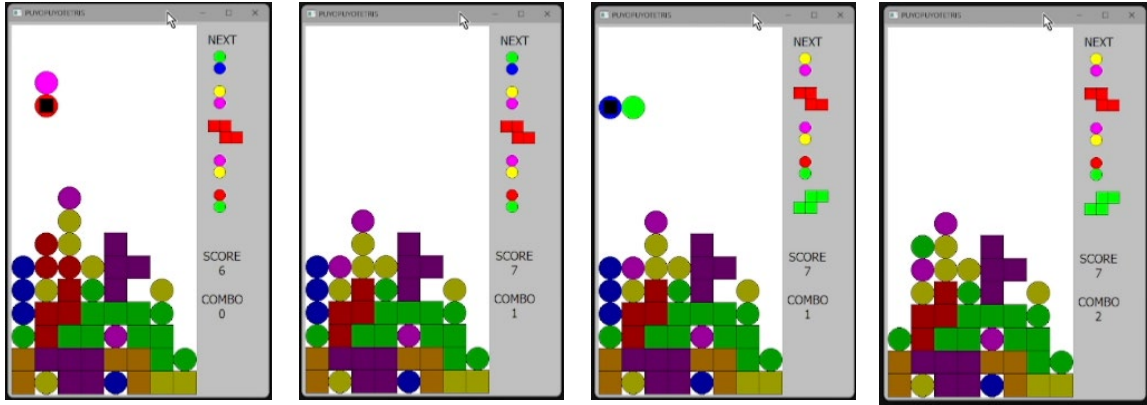 PUYOPUYOTETRIS
NEXT
SCORE
6
COMBO
0
PUYOPUYOTETRIS
NEXT
SCORE
7
COMBO
1
PUYOPUYOTETRIS
NEXT
SCORE
7
COMBO
1
PUYOPUYOTETRIS
NEXT
SCORE
7
COMBO
2